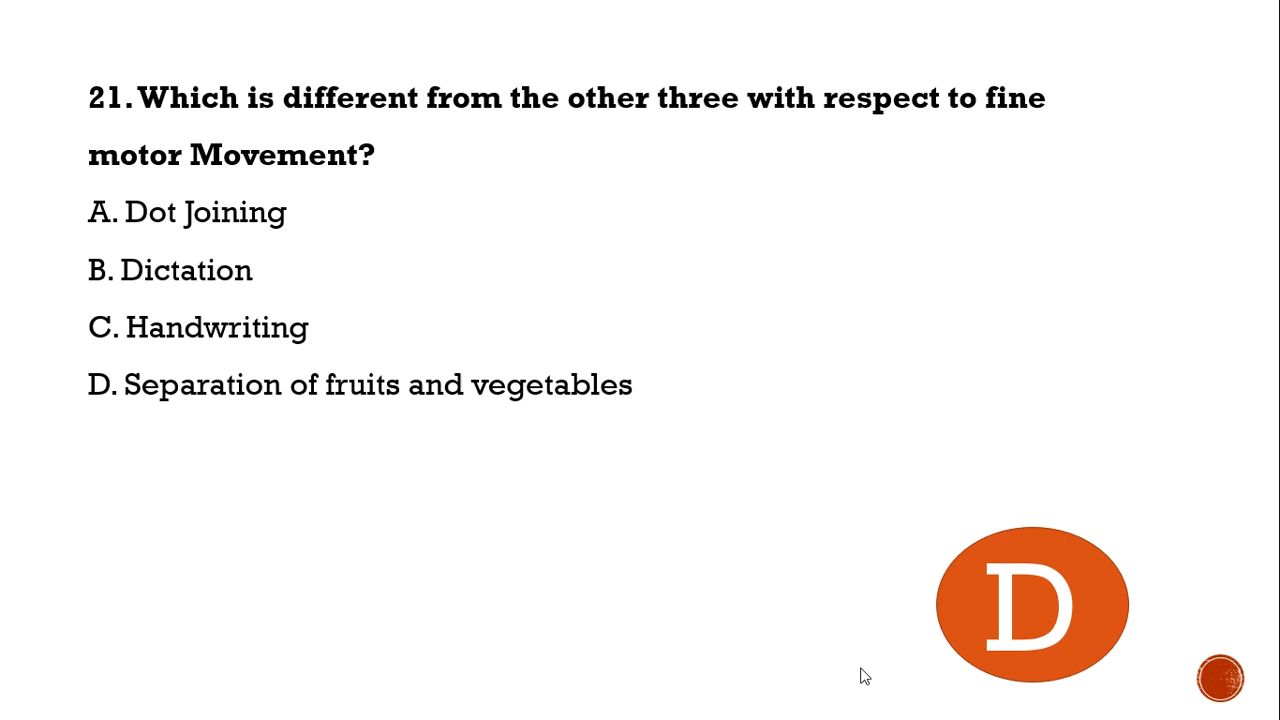 21. Which is different from the other three with respect to fine
motor Movement?
A. Dot Joining
B. Dictation
C. Handwriting
D. Separation of fruits and vegetables
D